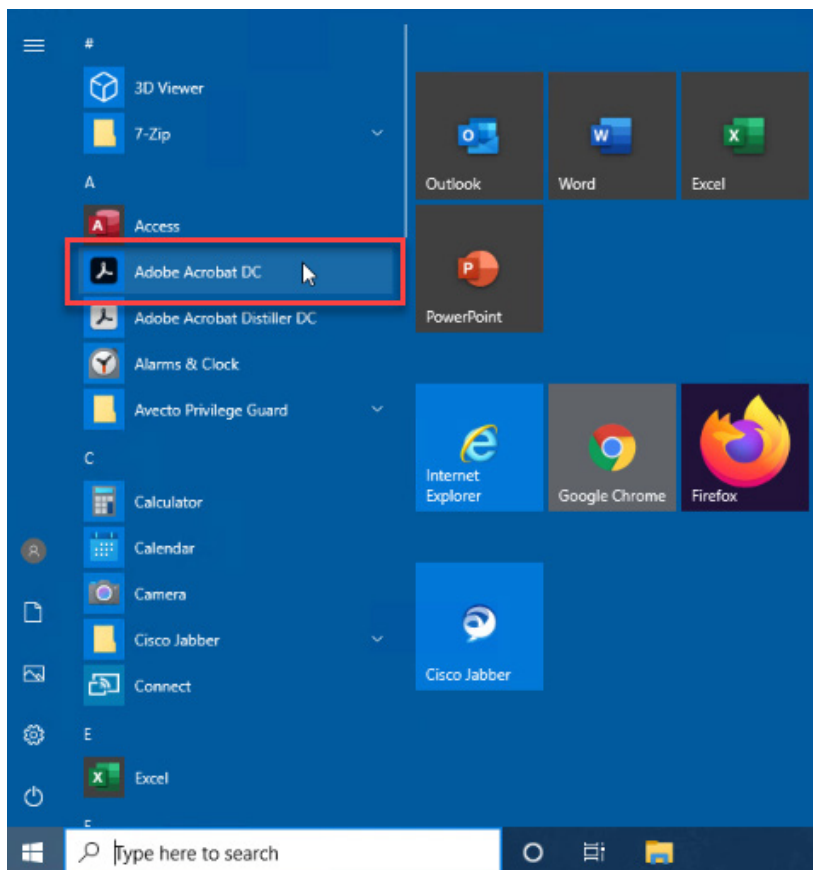 #
3D Viewer
7-Zip
A
Access
Adobe Acrobat DC
Adobe Acrobat Distiller DC
Alarms & Clock
Avecto Privilege Guard
C
Calculator
Calendar
Camera
Cisco Jabber
Connect
E
Excel
Outlook
Word
Excel
PowerPoint
Internet
Explorer
Google Chrome
Firefox
Cisco Jabber
Type here to search